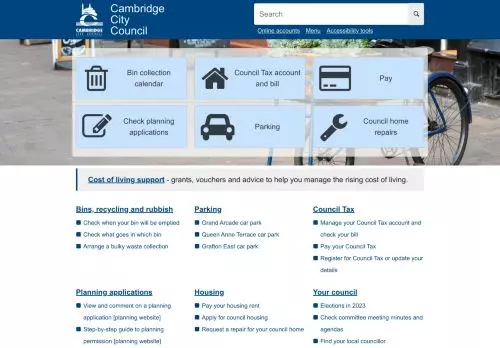 Cambridge
City
Council
CAMBRIDGE
CITY COUNCIL
Search
Online accounts Menu Accessibility tools
Bin collection
calendar
Council Tax account
and bill
Pay
Check planning
applications
Parking
Council home
repairs
Cost of living support - grants, vouchers and advice to help you manage the rising cost of living.
Bins, recycling and rubbish
Check when your bin will be emptied
Check what goes in which bin
Arrange a bulky waste collection
Parking
Grand Arcade car park
Queen Anne Terrace car park
Grafton East car park
Council Tax
Manage your Council Tax account and
check your bill
Pay your Council Tax
Register for Council Tax or update your
details
Planning applications
View and comment on a planning
application [planning website]
Step-by-step guide to planning
permission [planning website]
Housing
Pay your housing rent
Apply for council housing
Request a repair for your council home
Your council
Elections in 2023
Check committee meeting minutes and
agendas
Find your local councillor